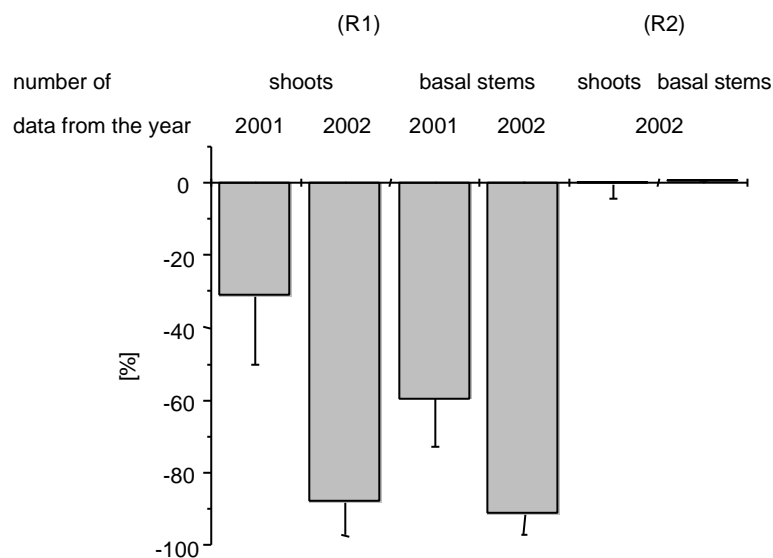 (R1) (R2)
number of shoots basal stems shoots basal stems
data from the year 2001 2002 2001 2002 2002
0
-20
-40
-60
-80
-100
[%]